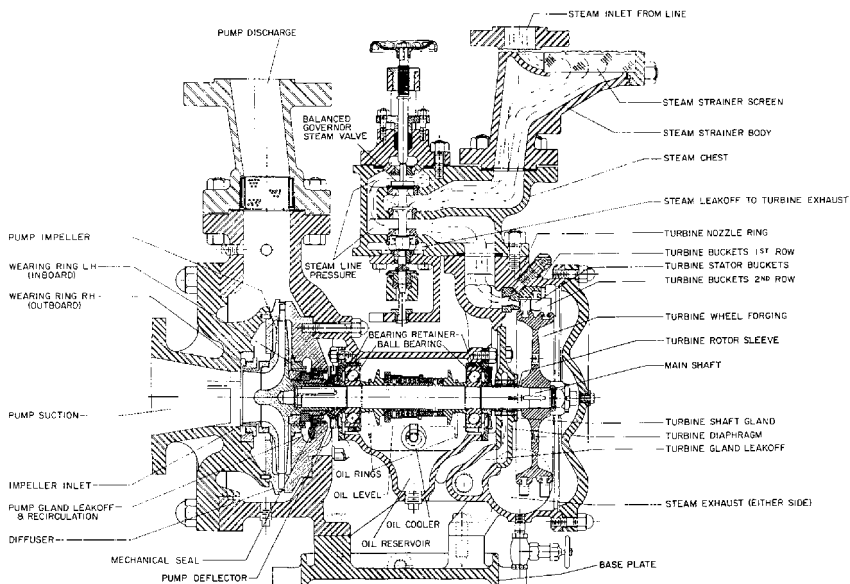 STEAM INLET FROM LINE
PUMP DISCHARGE
BALANCED
GOVERNOR
STEAM VALVE
STEAM STRAINER SCREEN
STEAM STRAINER BODY
STEAM CHEST
STEAM LEAKOFF TO TURBINE EXHAUST
TURBINE NOZZLE RING
TURBINE BUCKETS 1ST ROW
TURBINE STATOR BUCKETS
TURBINE BUCKETS 2ND ROW
PUMP IMPELLER
WEARING RING LH
(INBOARD)
WEARING RING RH
(OUTBOARD)
STEAM LINE
PRESSURE
TURBINE WHEEL FORGING
BEARING RETAINER
BALL BEARING
TURBINE ROTOR SLEEVE
MAIN SHAFT
PUMP SUCTION
TURBINE SHAFT GLAND
TURBINE DIAPHRAGM
TURBINE GLAND LEAKOFF
IMPELLER INLET
PUMP GLAND LEAKOFF
& RECIRCULATION
DIFFUSER
OIL RINGS
OIL LEVEL
OIL COOLER
OIL RESERVOIR
STEAM EXHAUST (EITHER SIDE)
MECHANICAL SEAL
PUMP DEFLECTOR
BASE PLATE